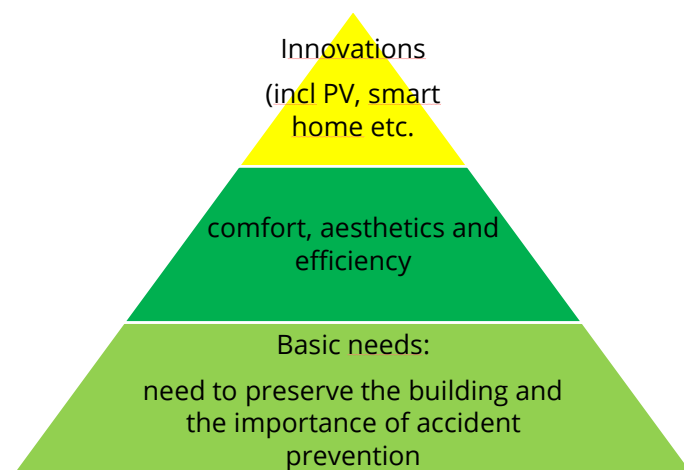 Innovations
(incl PV, smart
home etc.
comfort, aesthetics and
efficiency
Basic needs:
need to preserve the building and
the importance of accident
prevention